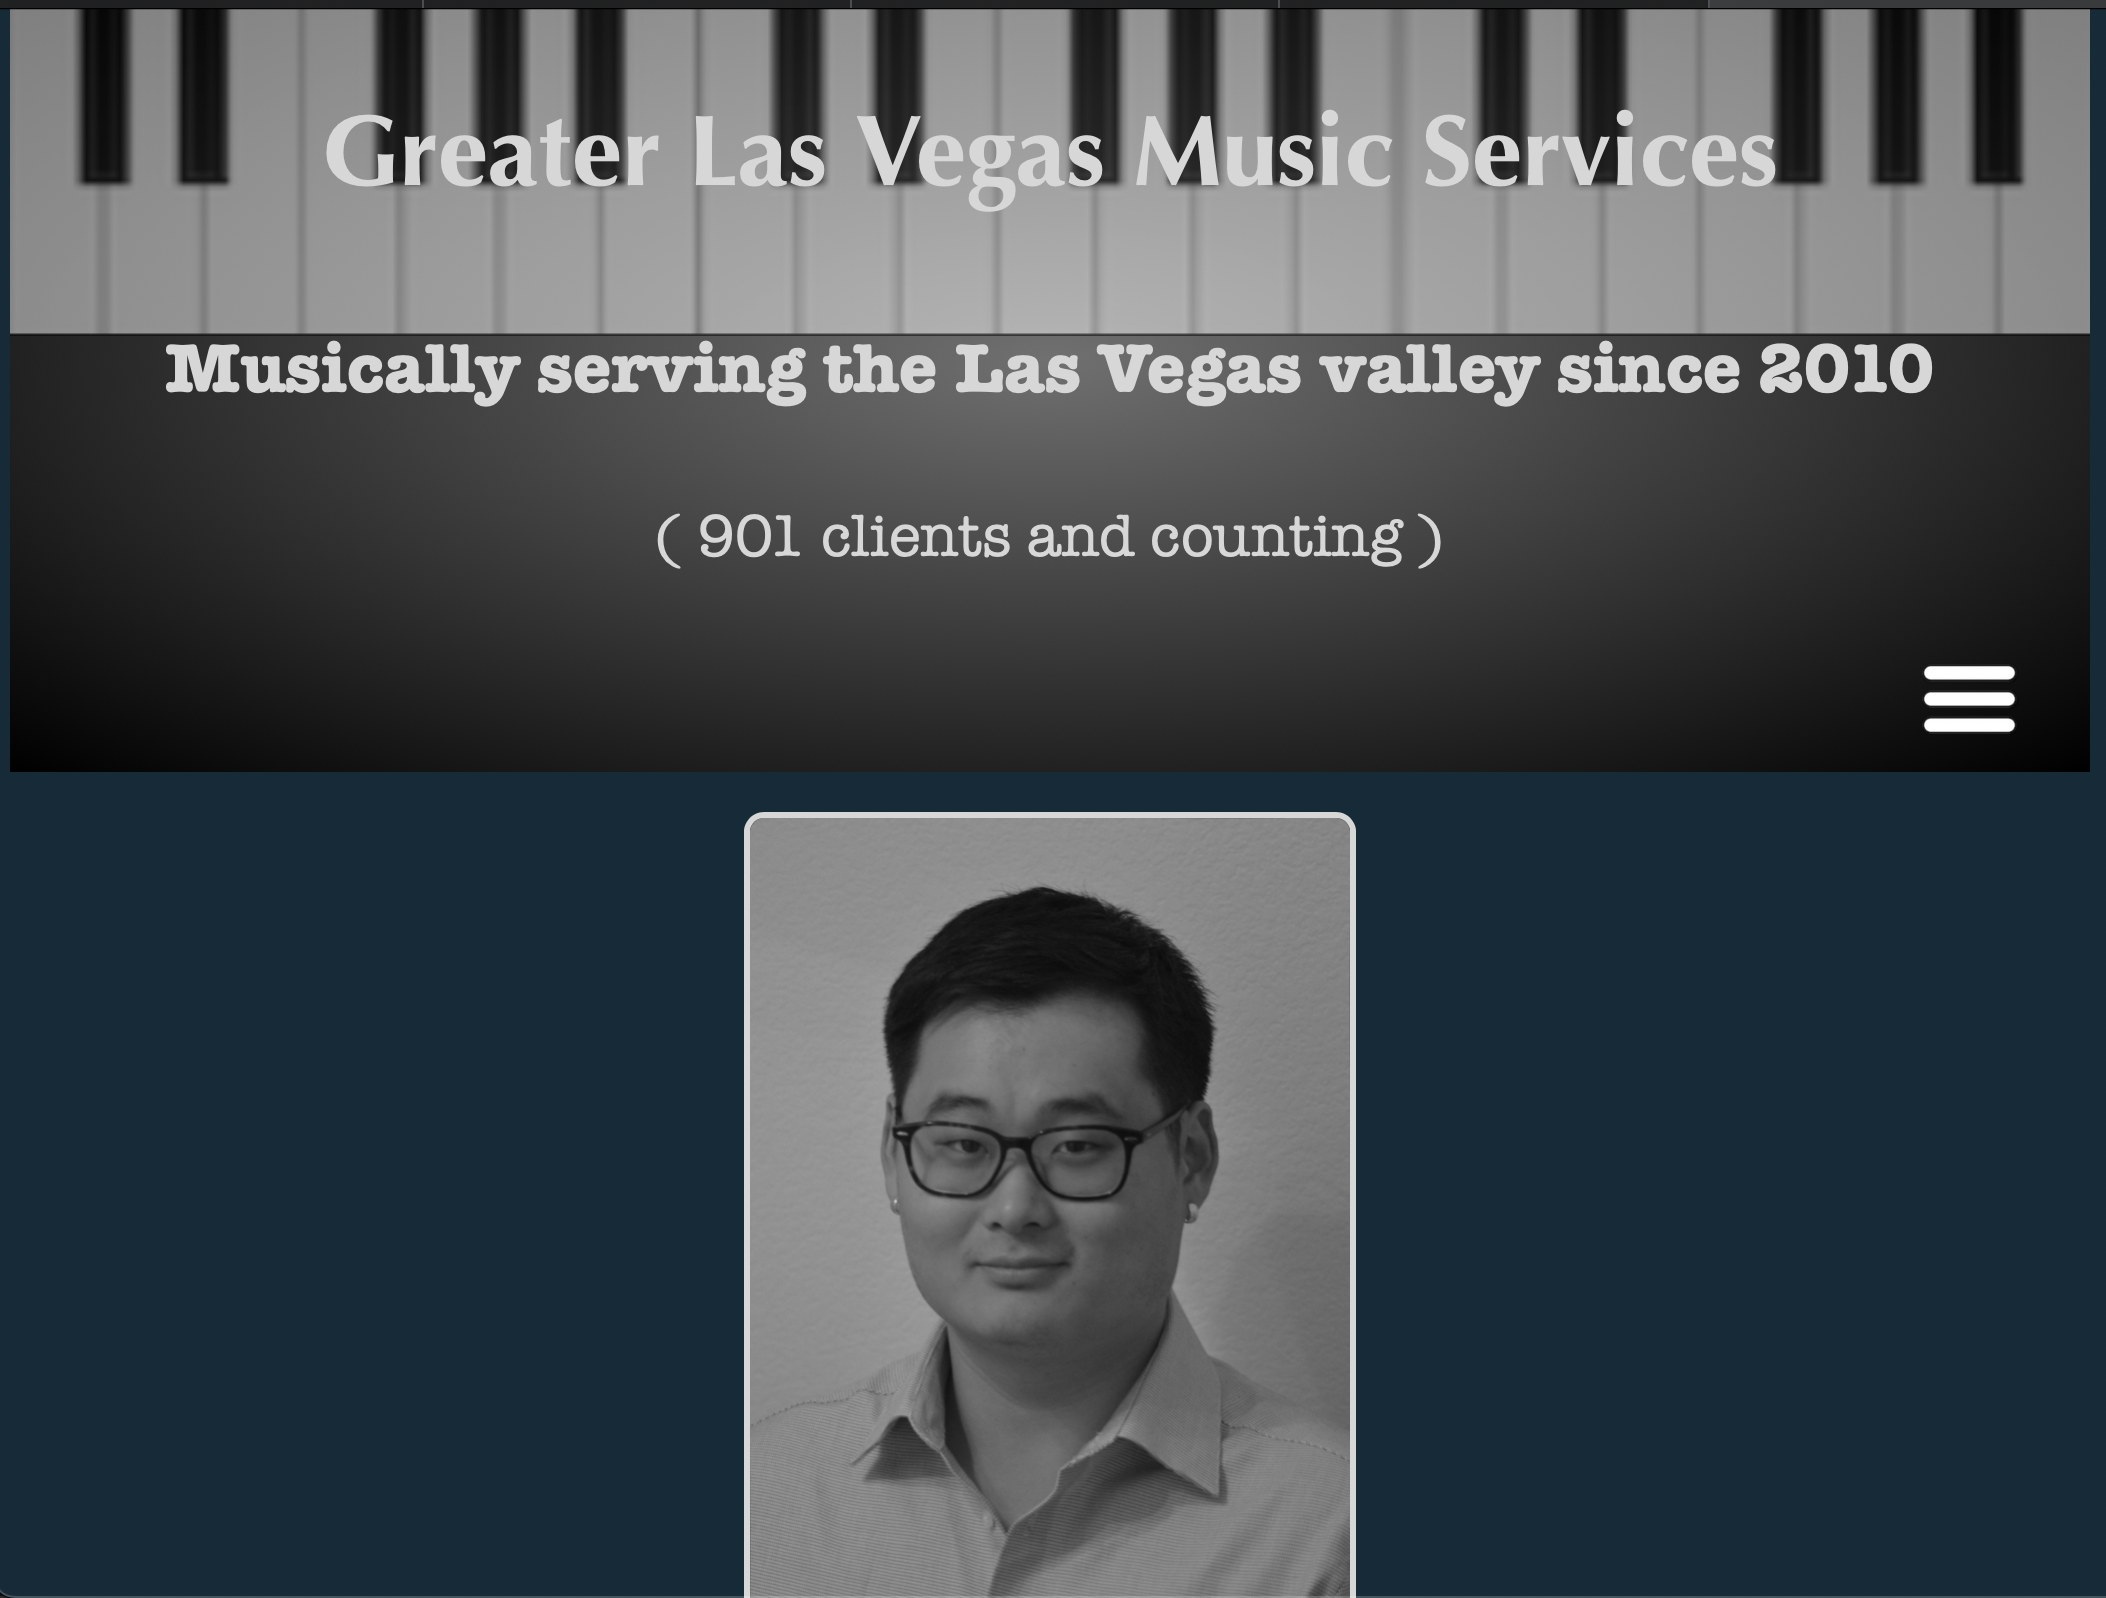 Greater Las Vegas Music Services
Musically serving the Las Vegas valley since 2010
( 901 clients and counting )